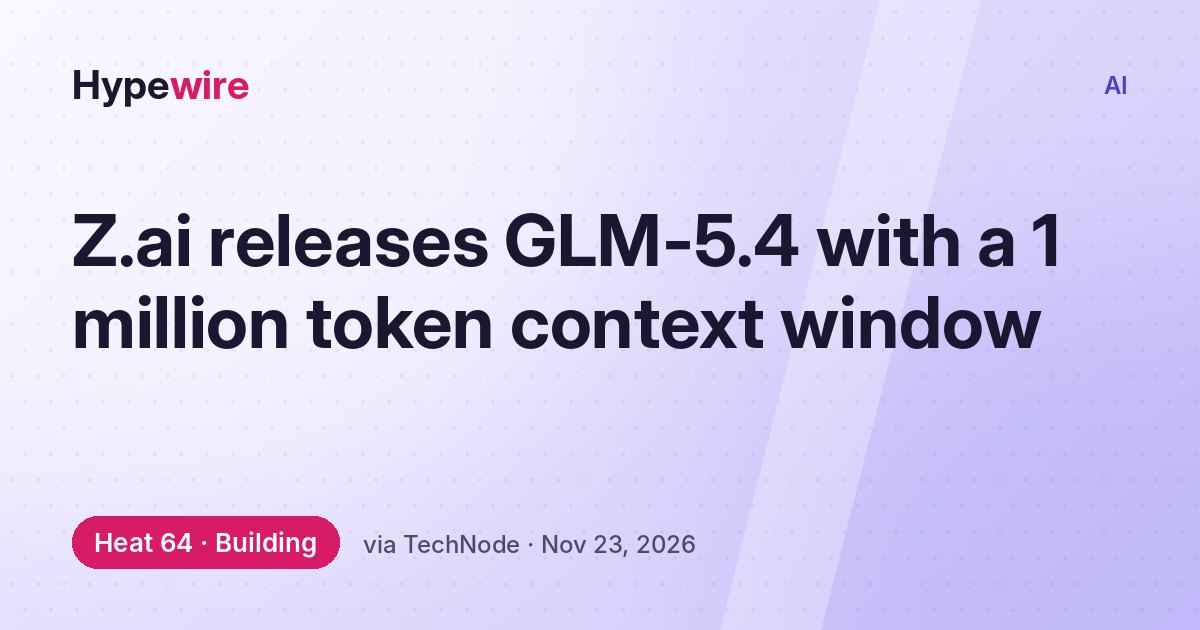 Hypewire
AI
Z.ai releases GLM-5.4 with a 1
million token context window
Heat 64 · Building
via TechNode · Nov 23, 2026